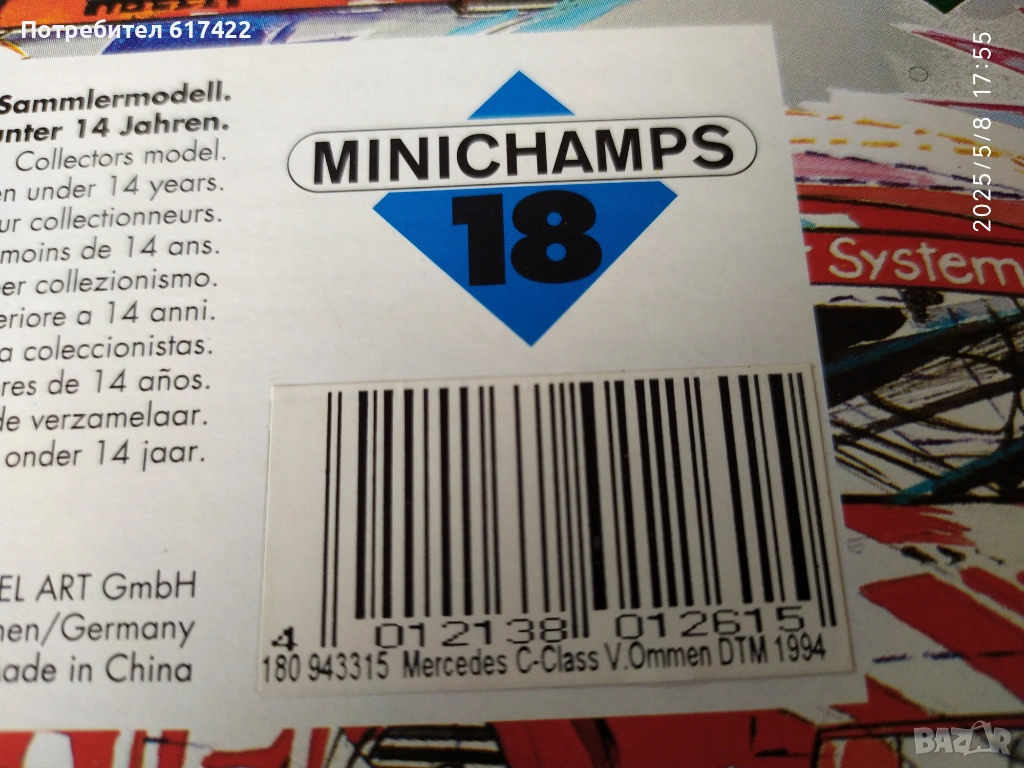 Потребител 617422
Sammlermodell.
unter 14 Jahren.
Collectors model.
en under 14 years.
ur collectionneurs.
moins de 14 ans.
er collezionismo.
eriore a 14 anni.
a coleccionistas.
res de 14 años.
de verzamelaar.
onder 14 jaar.
EL ART GmbH
hen/Germany
ade in China
MINICHAMPS
18
4 012138 012615
180 943315 Mercedes C-Class V.Ommen DTM 1994
System
2025/5/8 17:55
BAZAR